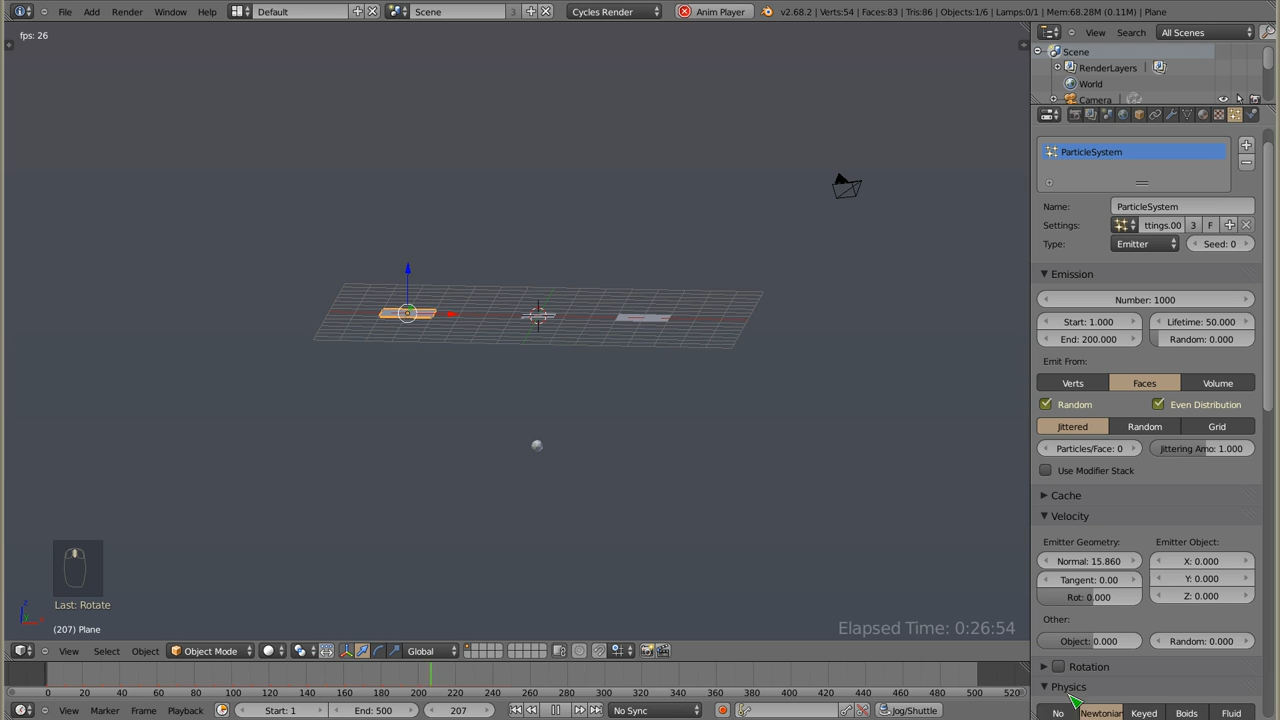 File Add Render Window Help Default Scene 3 Cycles Render Anim Player v2.68.2 | Verts:54 | Faces:83 | Tris:86 | Objects:1/6 | Lamps:0/1 | Mem:68.28M (0.11M) | Plane
fps: 26
View Search All Scenes
Scene
RenderLayers |
World
Camera |
ParticleSystem
Name: ParticleSystem
Settings: ttings.00 3 F
Type: Emitter Seed: 0
Emission
Number: 1000
Start: 1.000 Lifetime: 50.000
End: 200.000 Random: 0.000
Emit From:
Verts Faces Volume
Random Even Distribution
Jittered Random Grid
Particles/Face: 0 Jittering Amo: 1.000
Use Modifier Stack
Cache
Velocity
Emitter Geometry: Emitter Object:
Normal: 15.860 X: 0.000
Tangent: 0.00 Y: 0.000
Rot: 0.000 Z: 0.000
Other:
Object: 0.000 Random: 0.000
Rotation
Physics
No Newtonian Keyed Boids Fluid
Last: Rotate
(207) Plane
Elapsed Time: 0:26:54
View Select Object Object Mode Global
0 20 40 60 80 100 120 140 160 180 200 220 240 260 280 300 320 340 360 380 400 420 440 460 480 500 520
View Marker Frame Playback Start: 1 End: 500 207 No Sync Jog/Shuttle